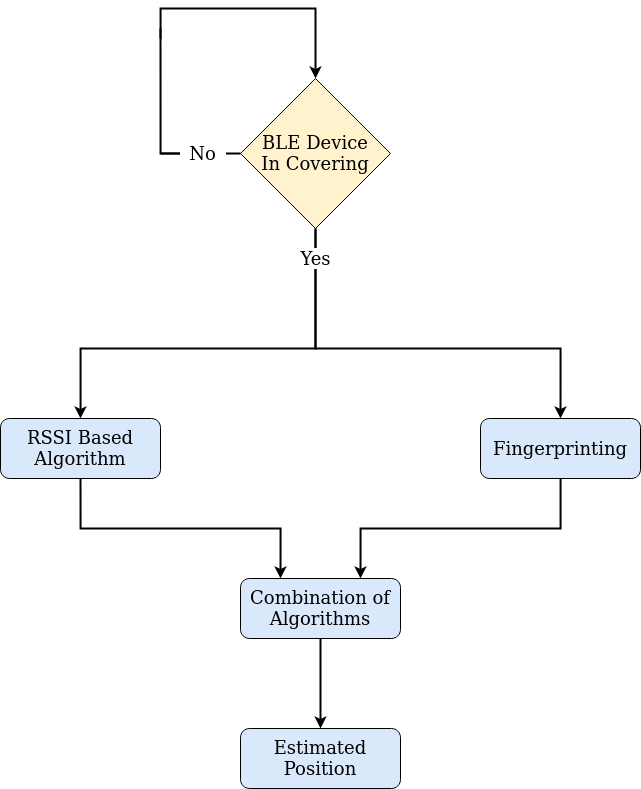 BLE Device
In Covering
No
Yes
RSSI Based
Algorithm
Fingerprinting
Combination of
Algorithms
Estimated
Position